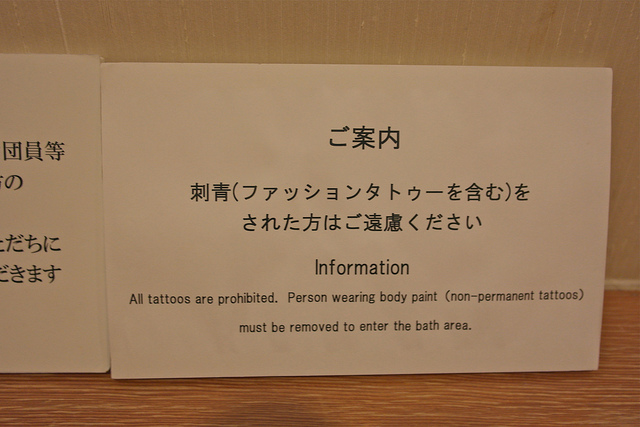 団員等
の
だちに
だきます
ご案内
刺青(ファッションタトゥーを含む)を
された方はご遠慮ください
Information
All tattoos are prohibited. Person wearing body paint (non-permanent tattoos)
must be removed to enter the bath area.